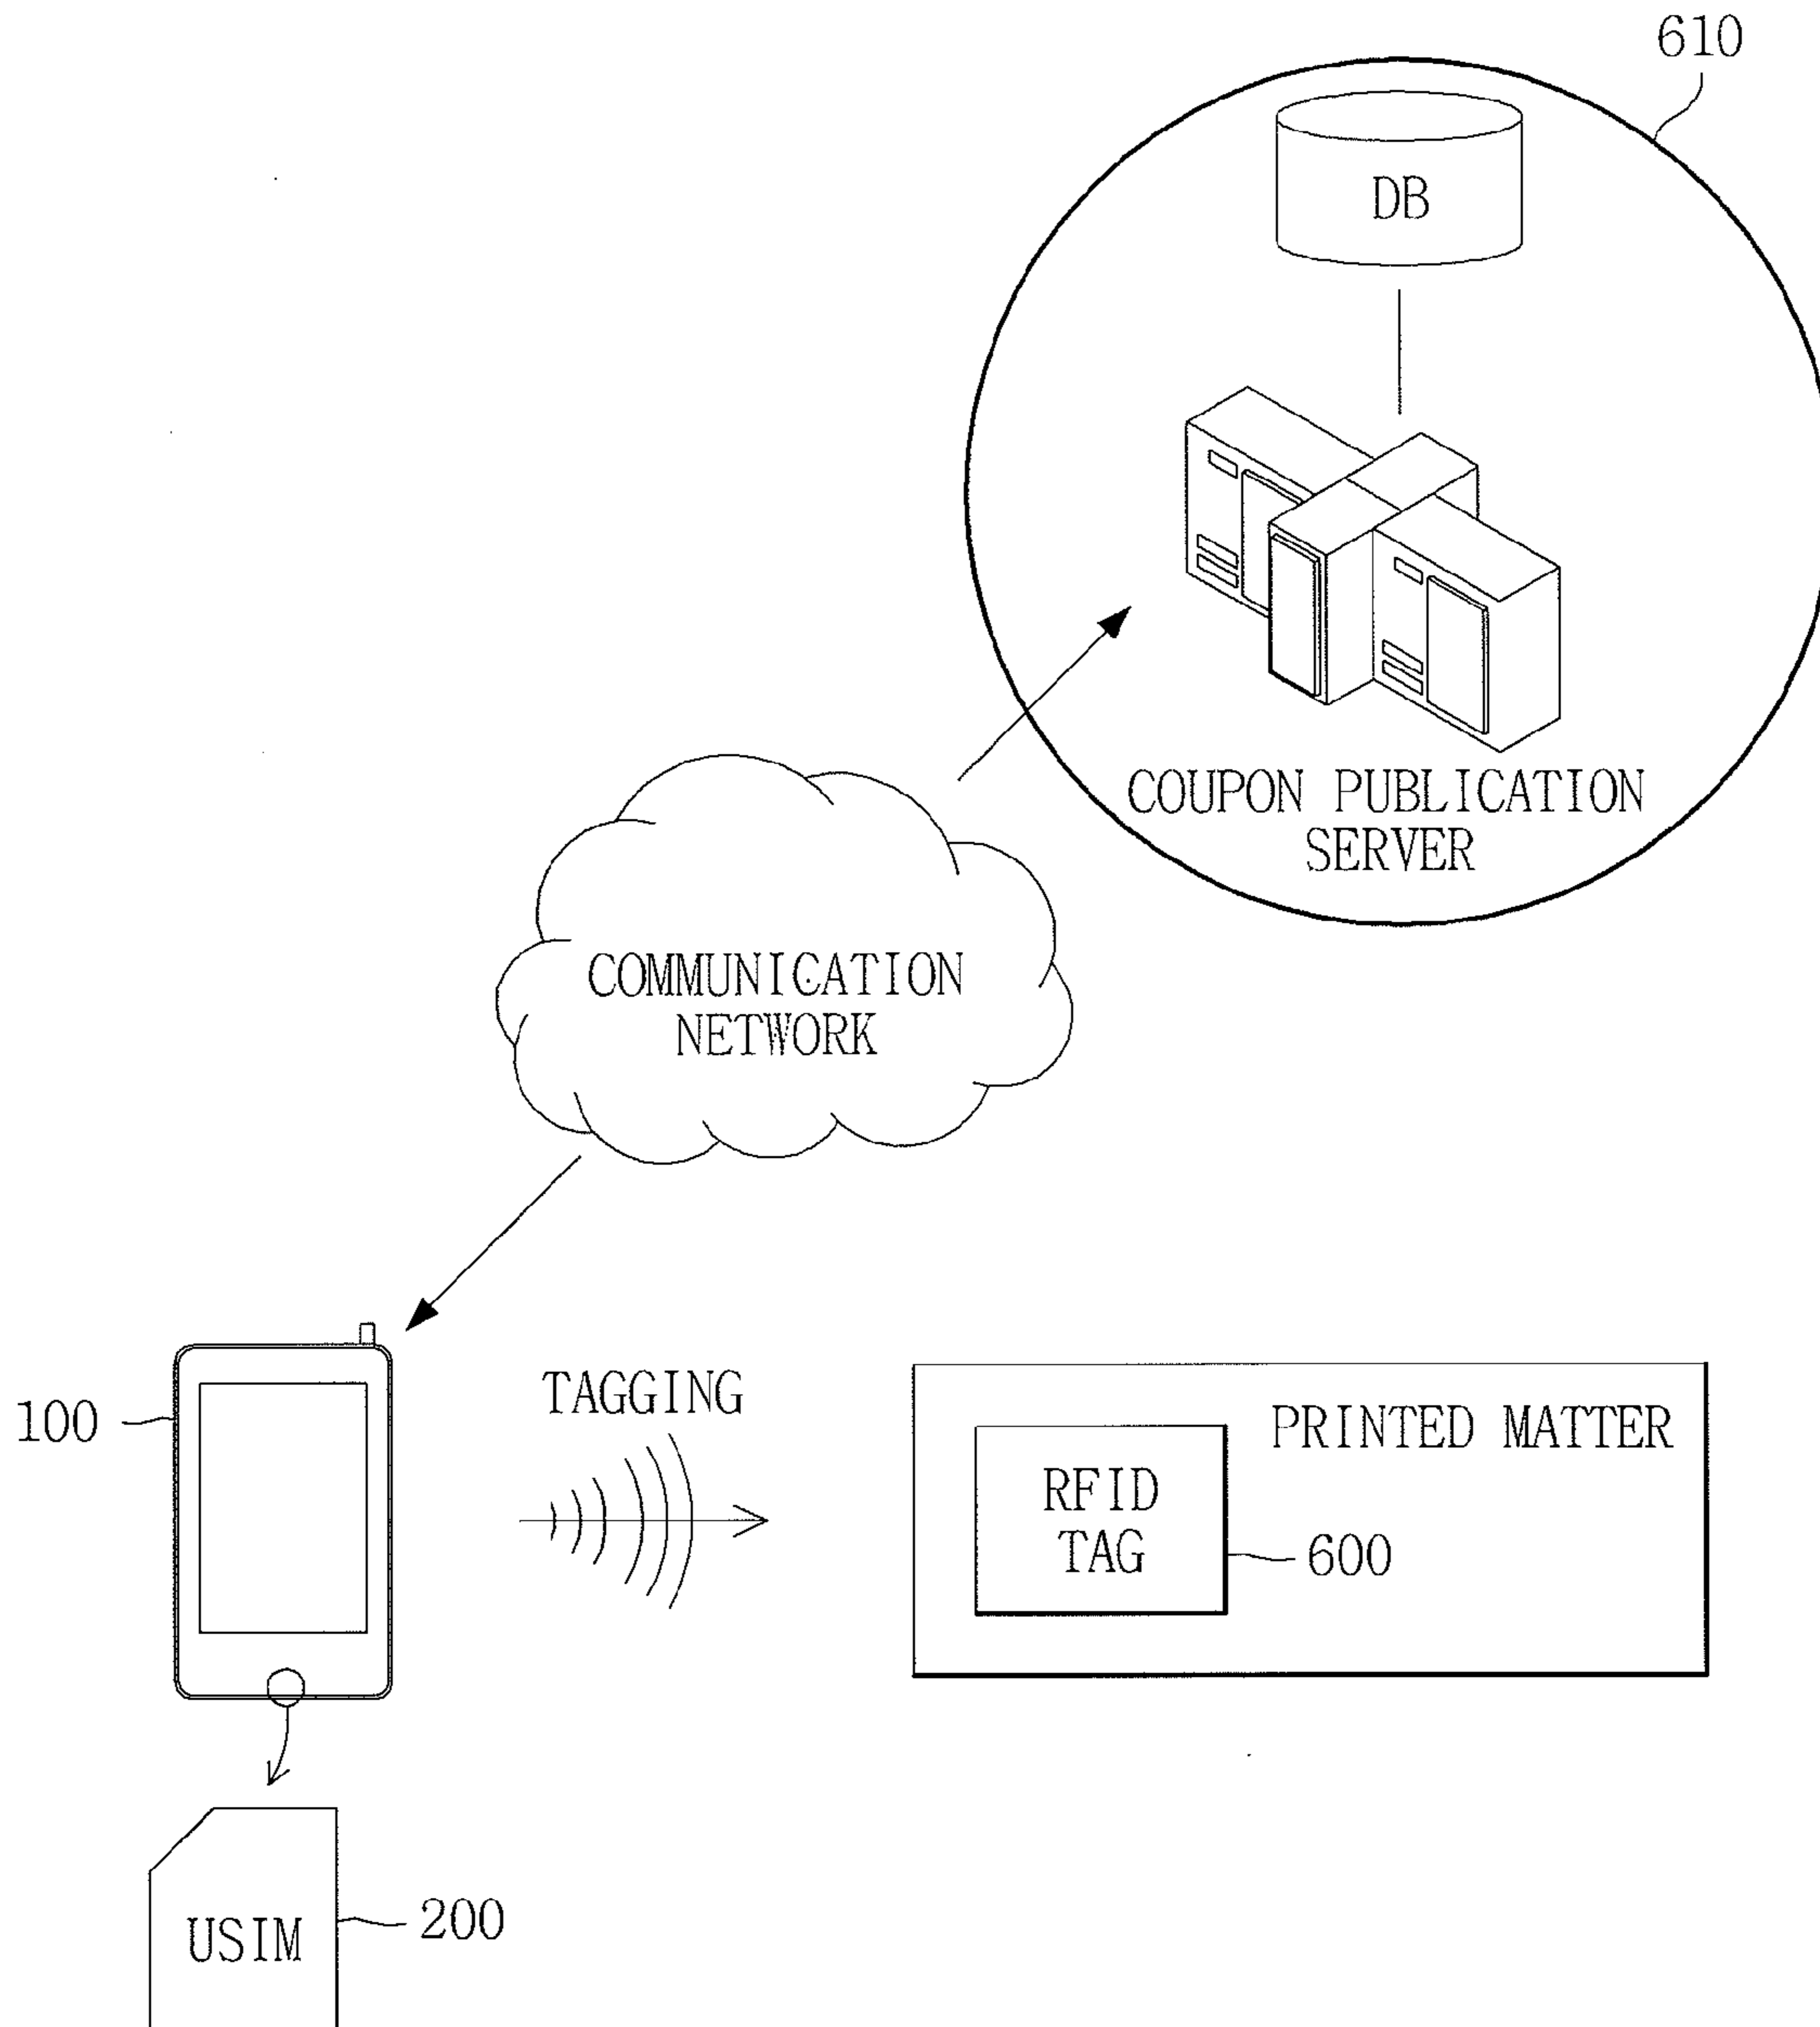 610
DB
COUPON PUBLICATION
SERVER
COMMUNICATION
NETWORK
100
TAGGING
PRINTED MATTER
RFID
TAG
600
USIM
200